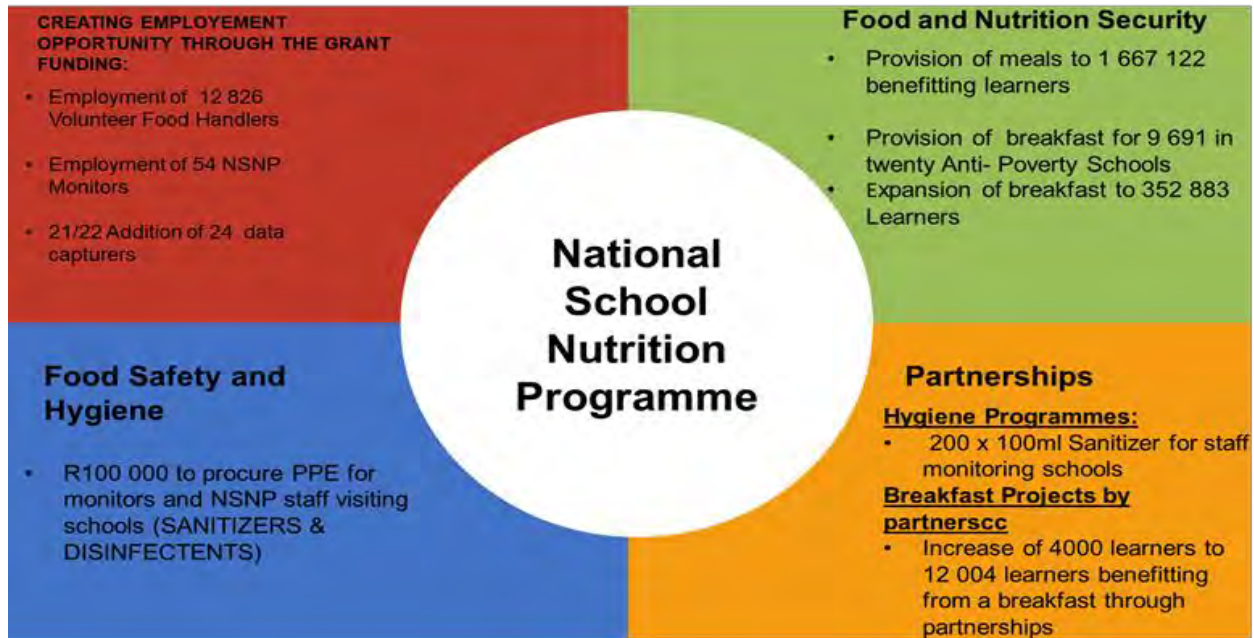 CREATING EMPLOYEMENT
OPPORTUNITY THROUGH THE GRANT
FUNDING:
• Employment of 12 826
Volunteer Food Handlers
• Employment of 54 NSNP
Monitors
• 21/22 Addition of 24 data
capturers
Food and Nutrition Security
• Provision of meals to 1 667 122
benefitting learners
• Provision of breakfast for 9 691 in
twenty Anti- Poverty Schools
• Expansion of breakfast to 352 883
Learners
National
School
Nutrition
Programme
Food Safety and
Hygiene
• R100 000 to procure PPE for
monitors and NSNP staff visiting
schools (SANITIZERS &
DISINFECTENTS)
Partnerships
Hygiene Programmes:
• 200 x 100ml Sanitizer for staff
monitoring schools
Breakfast Projects by
partnerscc
• Increase of 4000 learners to
12 004 learners benefitting
from a breakfast through
partnerships